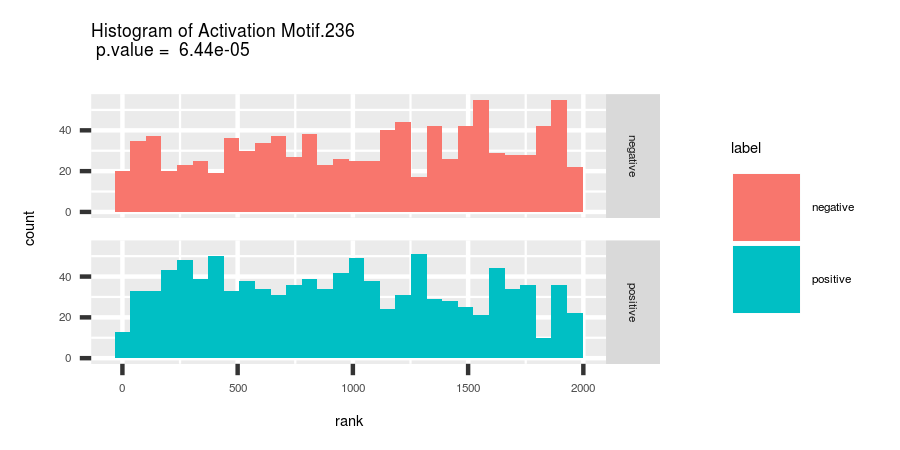 Histogram of Activation Motif.236
p.value = 6.44e-05
count
40
20
0
negative
40
20
0
positive
0 500 1000 1500 2000
rank
label
negative
positive